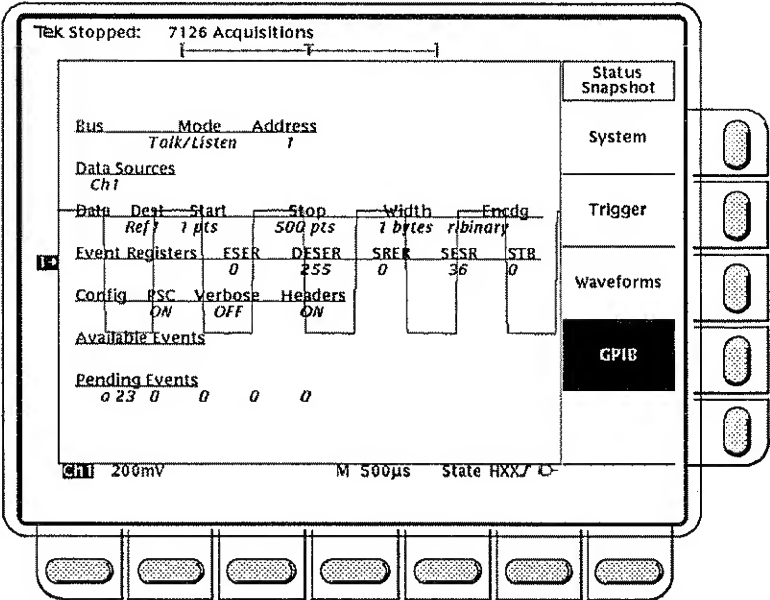 Tek Stopped: 7126 Acquisitions
[ T ]
Status
Snapshot
Bus Mode Address
Talk/Listen 1
System
Data Sources
Ch1
Data Dest Start Stop Width Encdg
Ref1 1 pts 500 pts 1 bytes ribinary
Trigger
Event Registers ESER DESER SRER SESR STB
0 255 0 36 0
1
Waveforms
Config PSC Verbose Headers
ON OFF ON
Available Events
GPIB
Pending Events
a 23 0 0 0 0
Ch1 200mV M 500µs State HXX